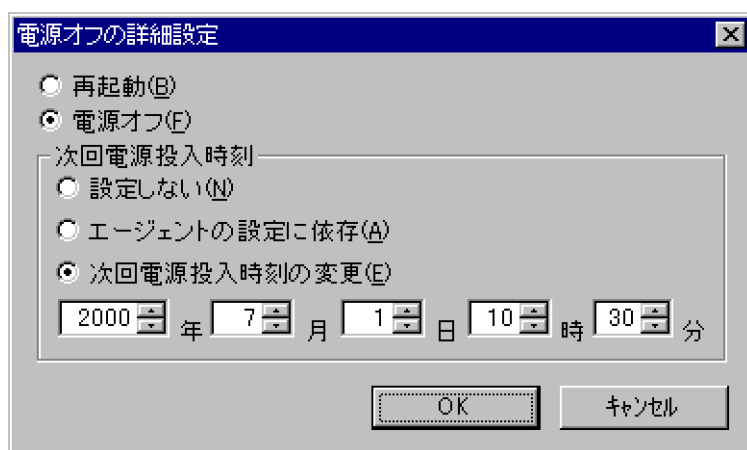 電源オフの詳細設定
再起動(B)
電源オフ(F)
次回電源投入時刻
設定しない(N)
エージェントの設定に依存(A)
次回電源投入時刻の変更(E)
2000 年 7 月 1 日 10 時 30 分
OK キャンセル